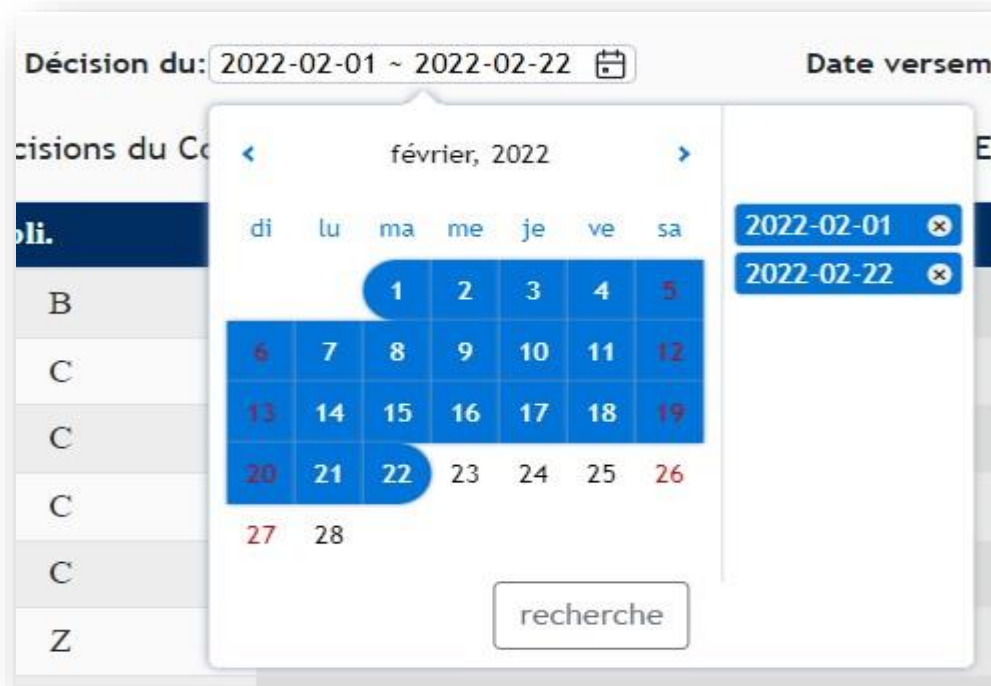 Décision du: 2022-02-01 ~ 2022-02-22 Date versem
cisions du Co
E
‹ février, 2022 ›
pli.
di lu ma me je ve sa
2022-02-01
1 2 3 4 5
2022-02-22
B
6 7 8 9 10 11 12
C
13 14 15 16 17 18 19
C
20 21 22 23 24 25 26
C
27 28
C
recherche
Z